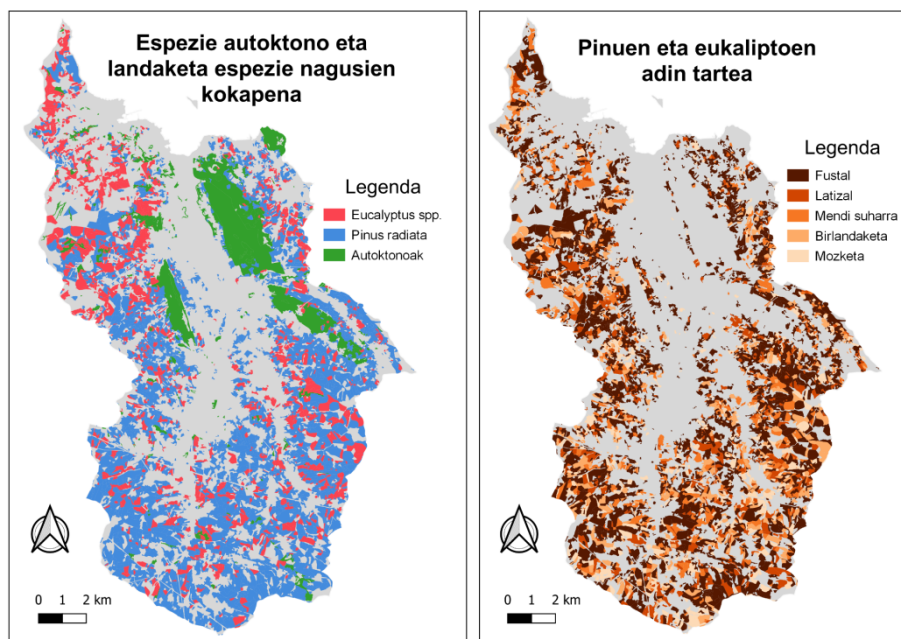 Espezie autoktono eta
landaketa espezie nagusien
kokapena
Legenda
Eucalyptus spp.
Pinus radiata
Autoktonoak
0 1 2 km
Pinuen eta eukaliptoen
adin tartea
Legenda
Fustal
Latizal
Mendi suharra
Birlandaketa
Mozketa
0 1 2 km